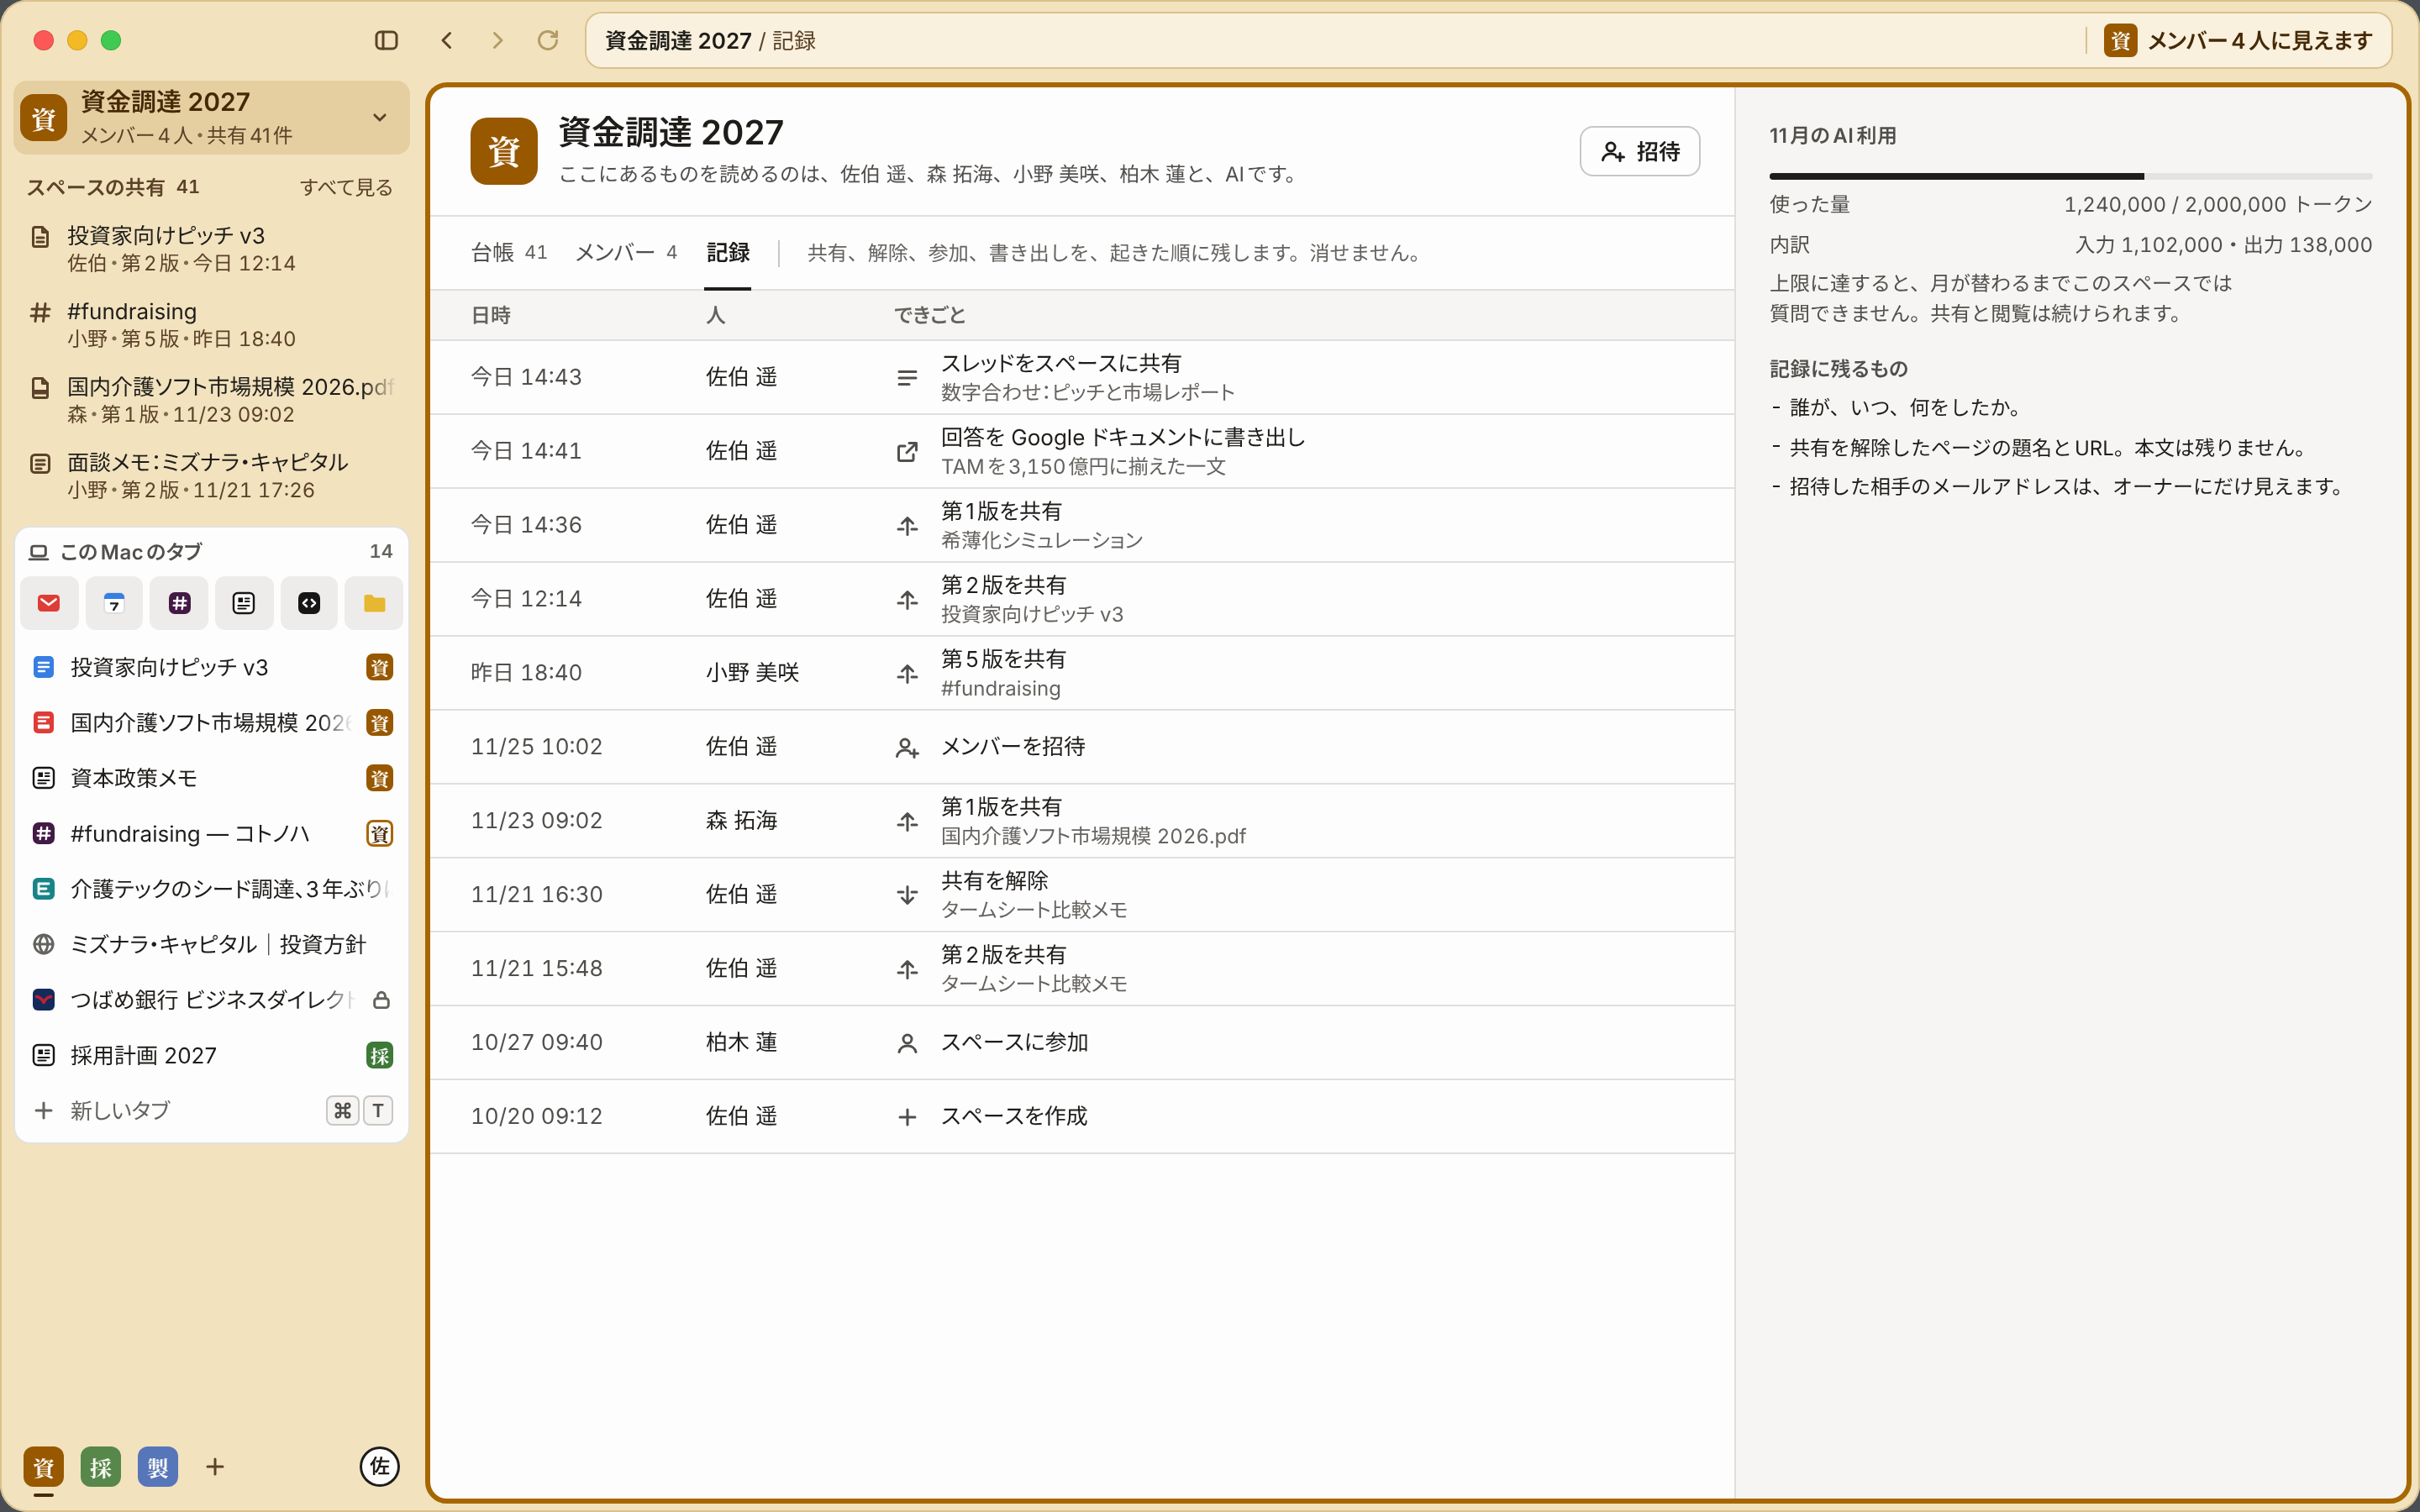 資金調達 2027 / 記録
資 メンバー4人に見えます
資
資金調達 2027
メンバー4人・共有41件
スペースの共有 41
すべて見る
投資家向けピッチ v3
佐伯・第2版・今日 12:14
#fundraising
小野・第5版・昨日 18:40
国内介護ソフト市場規模 2026.pdf
森・第1版・11/23 09:02
面談メモ：ミズナラ・キャピタル
小野・第2版・11/21 17:26
このMacのタブ
14
7
投資家向けピッチ v3
資
国内介護ソフト市場規模 2026
資
資本政策メモ
資
#fundraising — コトノハ
資
介護テックのシード調達、3年ぶりに
ミズナラ・キャピタル｜投資方針
つばめ銀行 ビジネスダイレクト
採用計画 2027
採
新しいタブ
⌘ T
資 採 製
佐
資
資金調達 2027
ここにあるものを読めるのは、佐伯 遥、森 拓海、小野 美咲、柏木 蓮と、AIです。
招待
台帳 41
メンバー 4
記録
共有、解除、参加、書き出しを、起きた順に残します。消せません。
日時 人 できごと
今日 14:43 佐伯 遥 スレッドをスペースに共有
数字合わせ：ピッチと市場レポート
今日 14:41 佐伯 遥 回答を Google ドキュメントに書き出し
TAMを3,150億円に揃えた一文
今日 14:36 佐伯 遥 第1版を共有
希薄化シミュレーション
今日 12:14 佐伯 遥 第2版を共有
投資家向けピッチ v3
昨日 18:40 小野 美咲 第5版を共有
#fundraising
11/25 10:02 佐伯 遥 メンバーを招待
11/23 09:02 森 拓海 第1版を共有
国内介護ソフト市場規模 2026.pdf
11/21 16:30 佐伯 遥 共有を解除
タームシート比較メモ
11/21 15:48 佐伯 遥 第2版を共有
タームシート比較メモ
10/27 09:40 柏木 蓮 スペースに参加
10/20 09:12 佐伯 遥 スペースを作成
11月のAI利用
使った量 1,240,000 / 2,000,000 トークン
内訳 入力 1,102,000・出力 138,000
上限に達すると、月が替わるまでこのスペースでは
質問できません。共有と閲覧は続けられます。
記録に残るもの
- 誰が、いつ、何をしたか。
- 共有を解除したページの題名とURL。本文は残りません。
- 招待した相手のメールアドレスは、オーナーにだけ見えます。